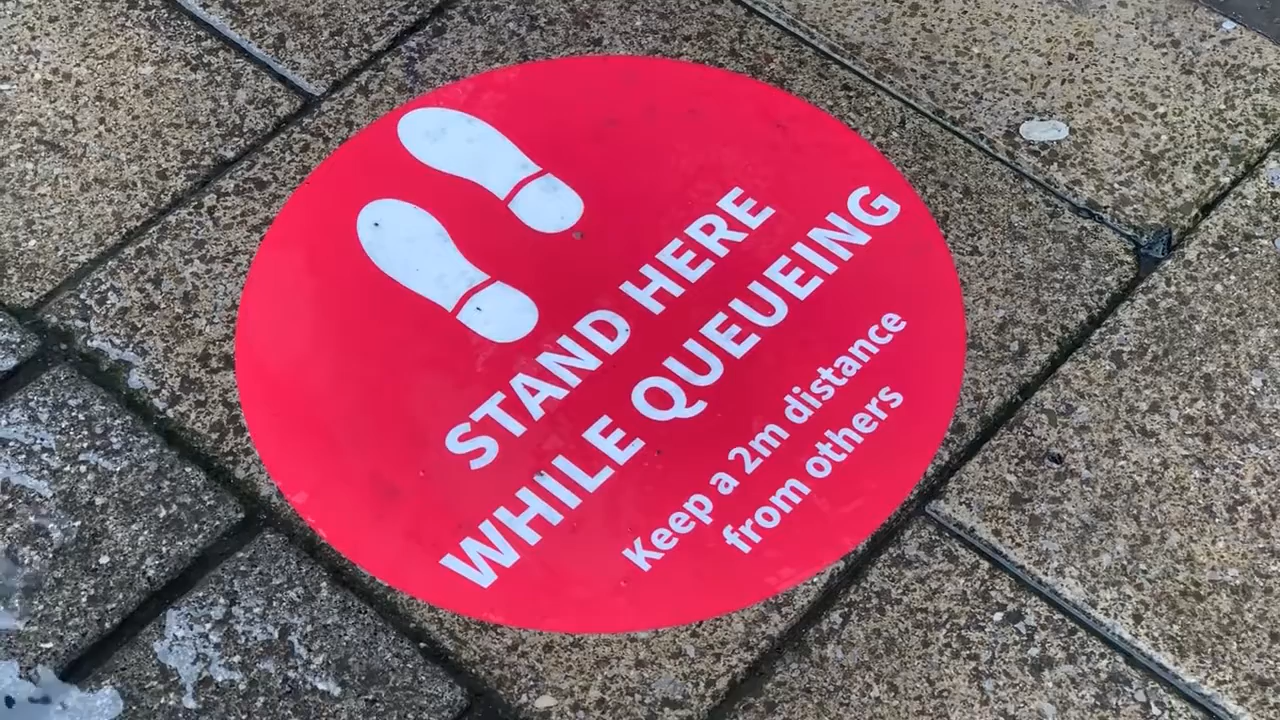 STAND HERE
WHILE QUEUEING
Keep a 2m distance
from others